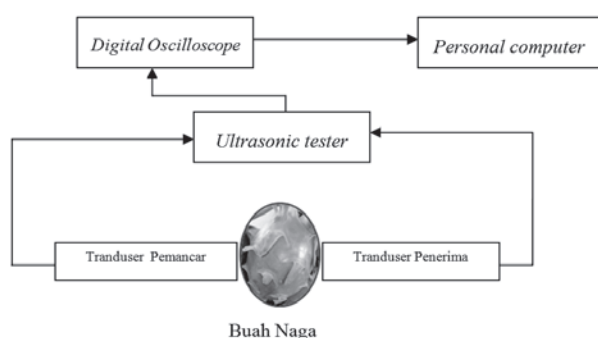 Digital Oscilloscope
Personal computer
Ultrasonic tester
Tranduser Pemancar
Tranduser Penerima
Buah Naga